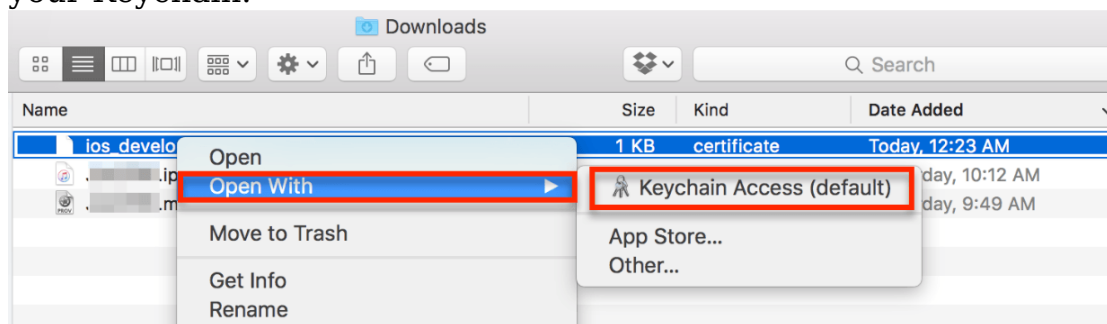 your Keychain.
Downloads
Search
Name Size Kind Date Added
ios_develo 1 KB certificate Today, 12:23 AM
Open
.ip day, 10:12 AM
Open With Keychain Access (default)
.m day, 9:49 AM
Move to Trash App Store...
Other...
Get Info
Rename